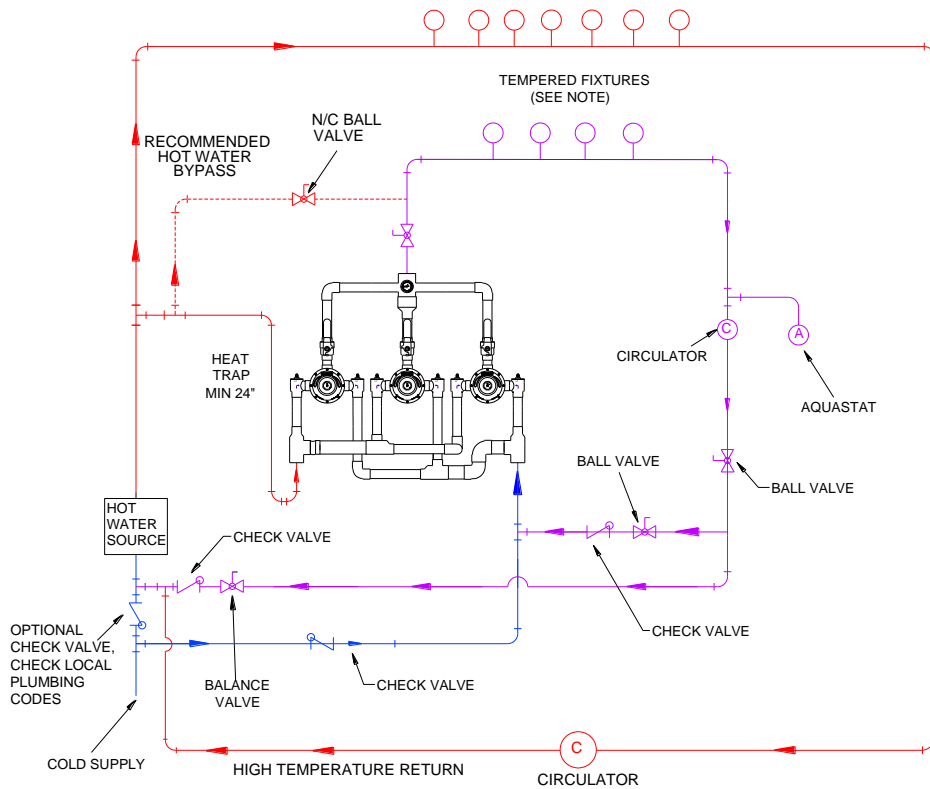 TEMPERED FIXTURES
(SEE NOTE)
N/C BALL
VALVE
RECOMMENDED
HOT WATER
BYPASS
HEAT
TRAP
MIN 24"
C
CIRCULATOR
A
AQUASTAT
BALL VALVE
BALL VALVE
HOT
WATER
SOURCE
CHECK VALVE
CHECK VALVE
OPTIONAL
CHECK VALVE,
CHECK LOCAL
PLUMBING
CODES
BALANCE
VALVE
CHECK VALVE
COLD SUPPLY
HIGH TEMPERATURE RETURN
C
CIRCULATOR